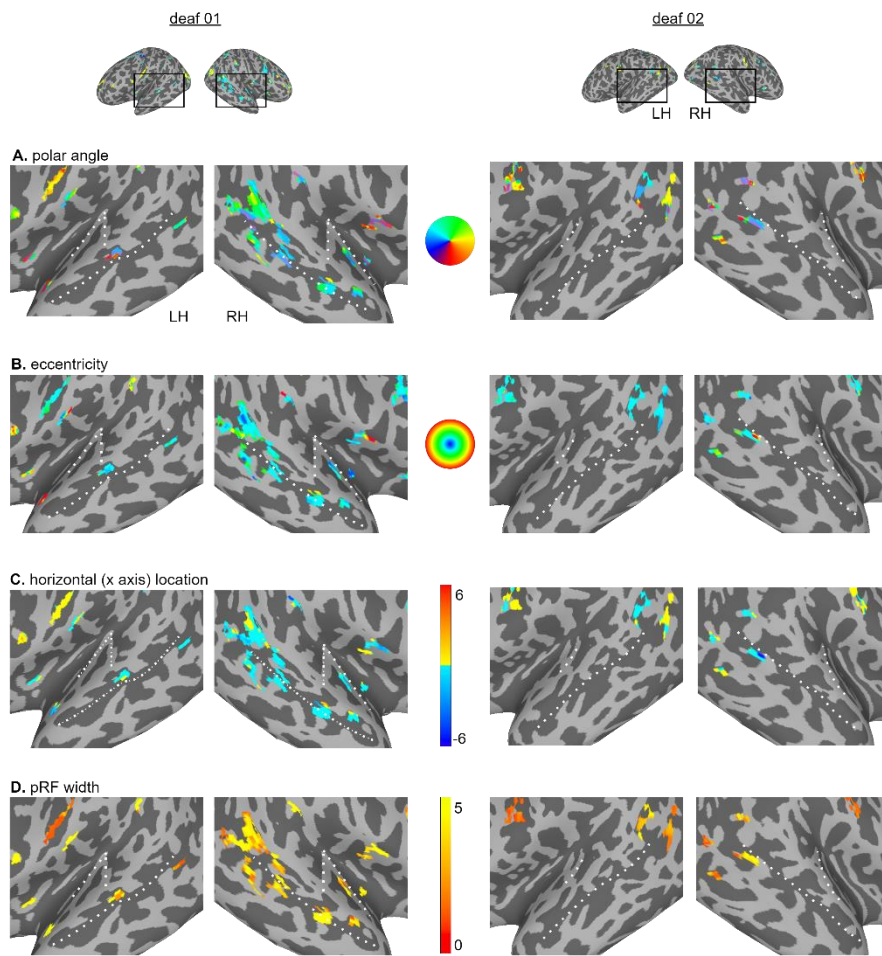 deaf 01
deaf 02
LH RH
A. polar angle
LH RH
B. eccentricity
C. horizontal (x axis) location
6
-6
D. pRF width
5
0